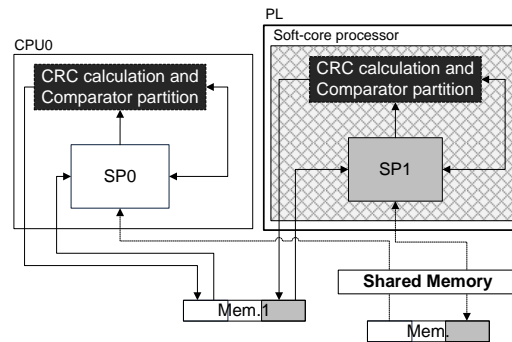 PL
CPU0
Soft-core processor
CRC calculation and
Comparator partition
CRC calculation and
Comparator partition
SP0
SP1
Shared Memory
Mem.1
Mem.